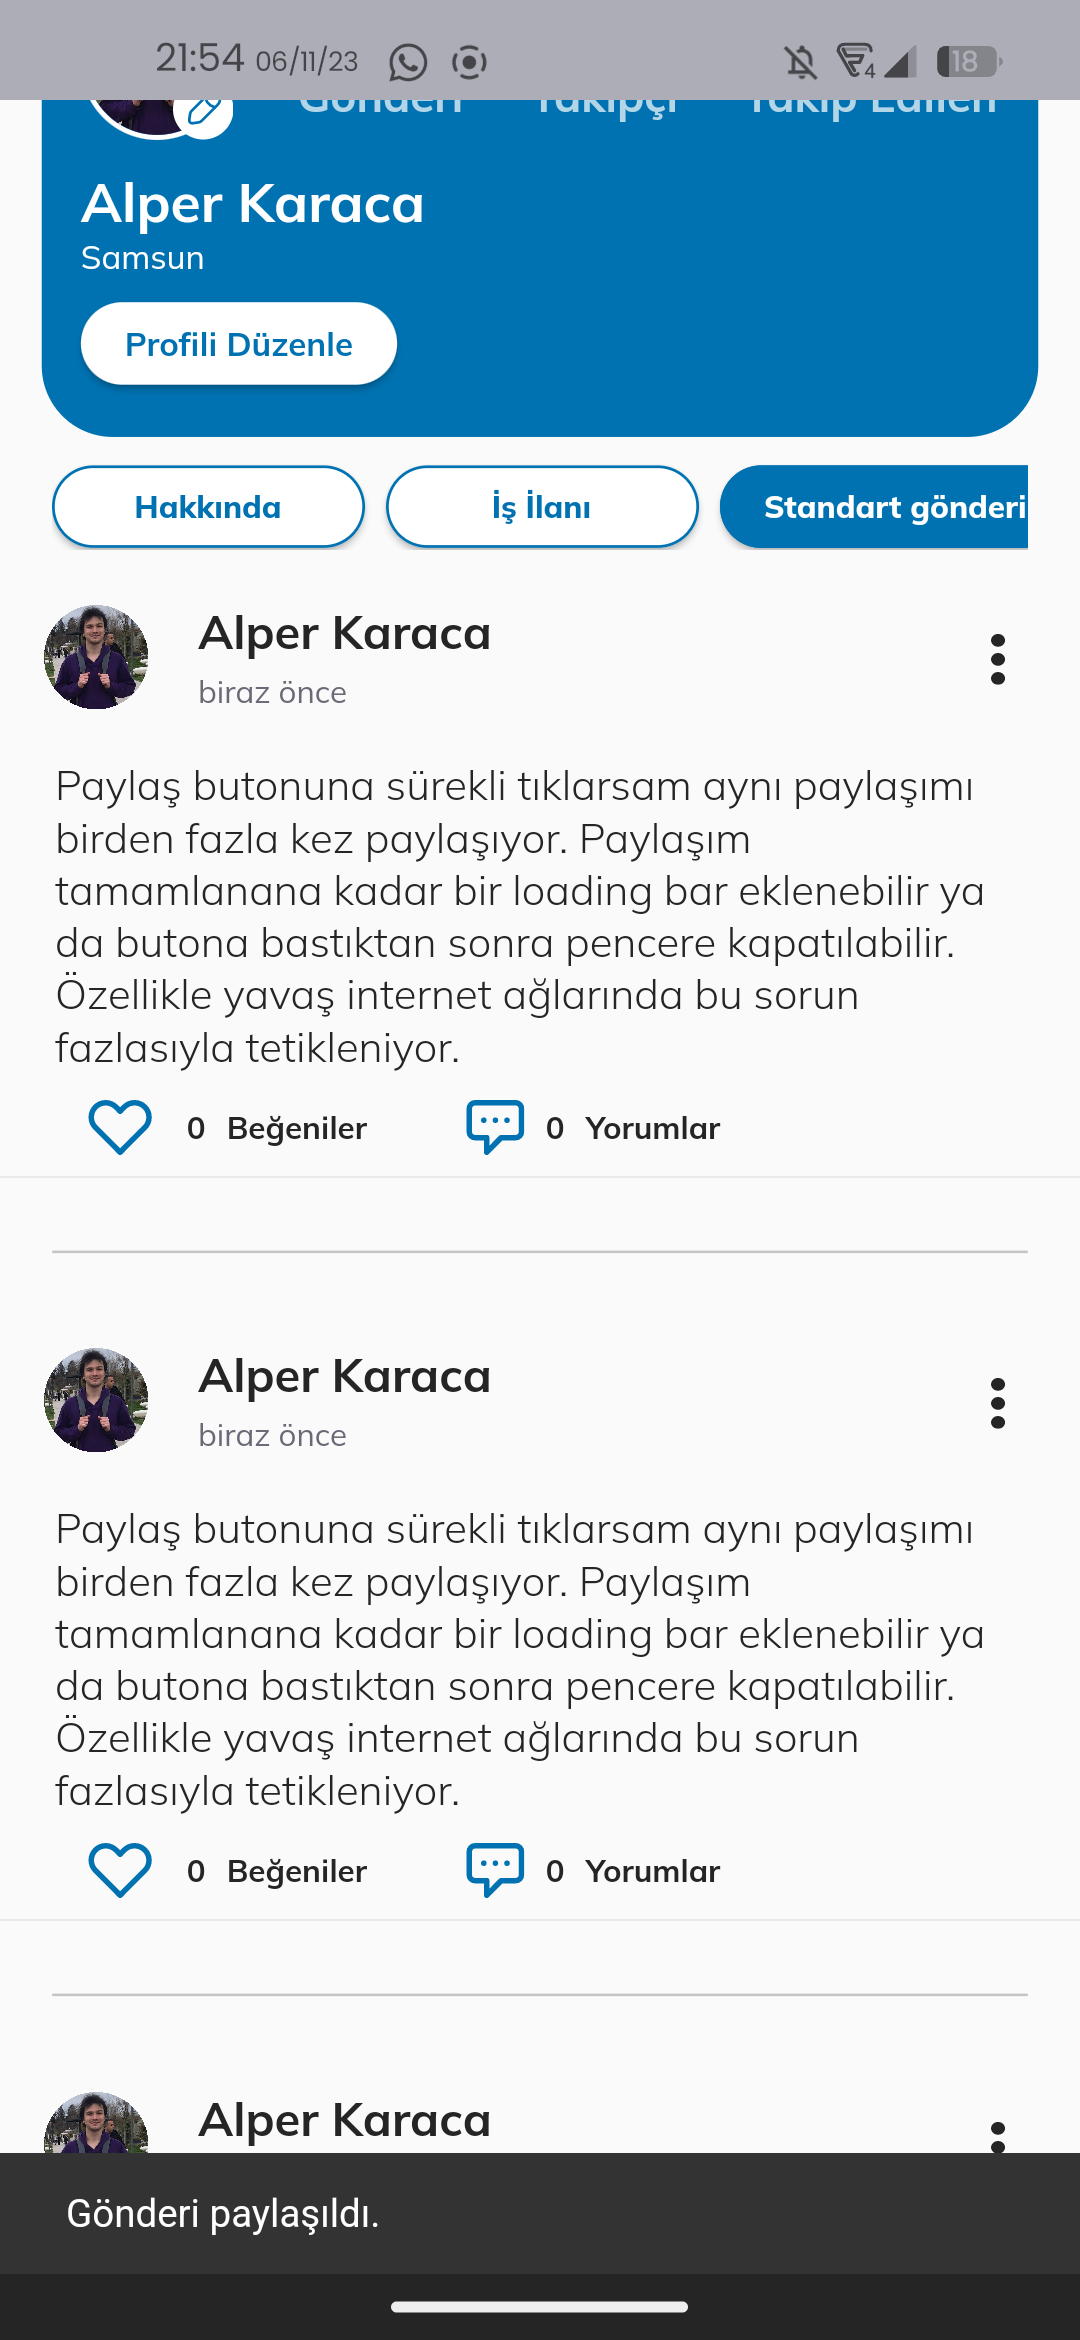 21:54 06/11/23 4 18
Gönderi Takipçi Takip Edilen
Alper Karaca
Samsun
Profili Düzenle
Hakkında İş İlanı Standart gönderi
Alper Karaca
biraz önce
Paylaş butonuna sürekli tıklarsam aynı paylaşımı
birden fazla kez paylaşıyor. Paylaşım
tamamlanana kadar bir loading bar eklenebilir ya
da butona bastıktan sonra pencere kapatılabilir.
Özellikle yavaş internet ağlarında bu sorun
fazlasıyla tetikleniyor.
0 Beğeniler 0 Yorumlar
Alper Karaca
biraz önce
Paylaş butonuna sürekli tıklarsam aynı paylaşımı
birden fazla kez paylaşıyor. Paylaşım
tamamlanana kadar bir loading bar eklenebilir ya
da butona bastıktan sonra pencere kapatılabilir.
Özellikle yavaş internet ağlarında bu sorun
fazlasıyla tetikleniyor.
0 Beğeniler 0 Yorumlar
Alper Karaca
Gönderi paylaşıldı.